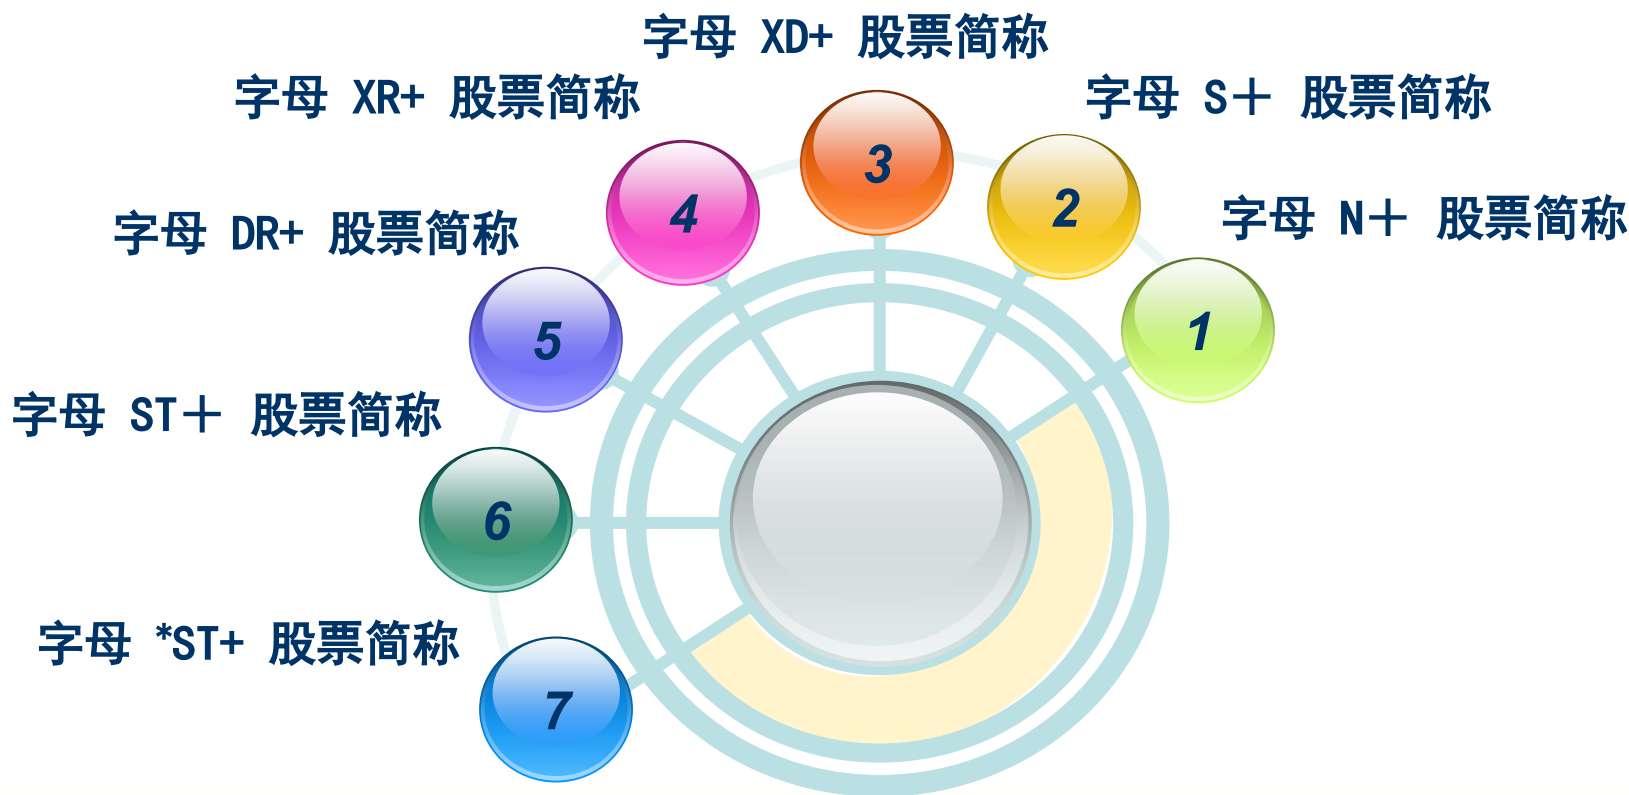 字母 XD+ 股票简称
字母 XR+ 股票简称
字母 S＋ 股票简称
3
4
2
字母 N＋ 股票简称
字母 DR+ 股票简称
1
5
字母 ST＋ 股票简称
6
字母 *ST+ 股票简称
7